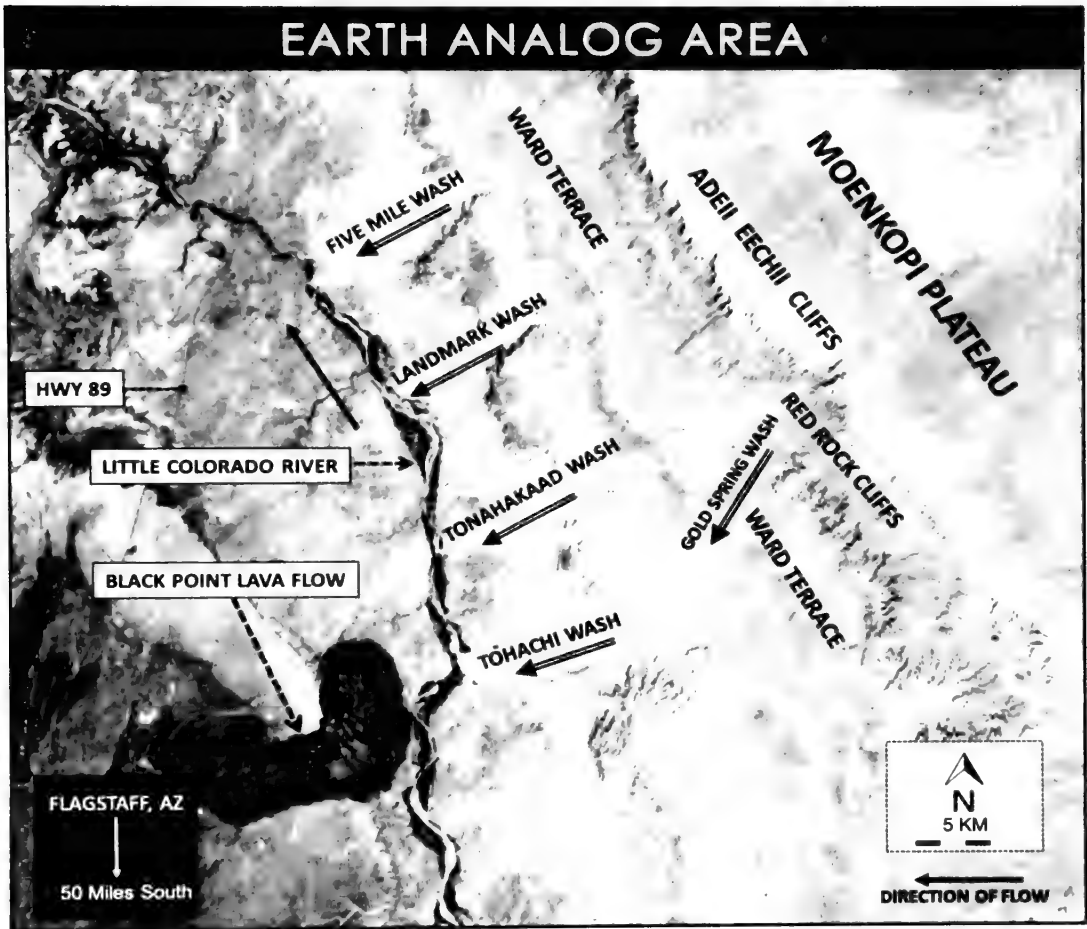 EARTH ANALOG AREA
WARD TERRACE
MOENKOPI PLATEAU
ADEII EECHII CLIFFS
FIVE MILE WASH
LANDMARK WASH
HWY 89
RED ROCK CLIFFS
GOLD SPRING WASH
LITTLE COLORADO RIVER
TONAHAKAAD WASH
WARD TERRACE
BLACK POINT LAVA FLOW
TŌHACHI WASH
N
5 KM
FLAGSTAFF, AZ
50 Miles South
DIRECTION OF FLOW